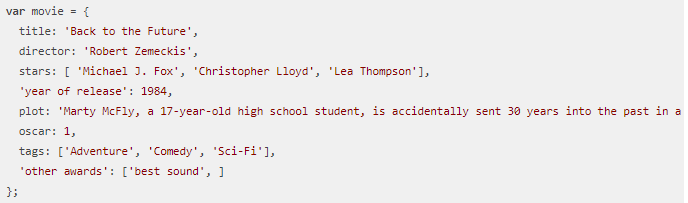 var movie = {
title: 'Back to the Future',
director: 'Robert Zemeckis',
stars: [ 'Michael J. Fox', 'Christopher Lloyd', 'Lea Thompson'],
'year of release': 1984,
plot: 'Marty McFly, a 17-year-old high school student, is accidentally sent 30 years into the past in a
oscar: 1,
tags: ['Adventure', 'Comedy', 'Sci-Fi'],
'other awards': ['best sound', ]
};